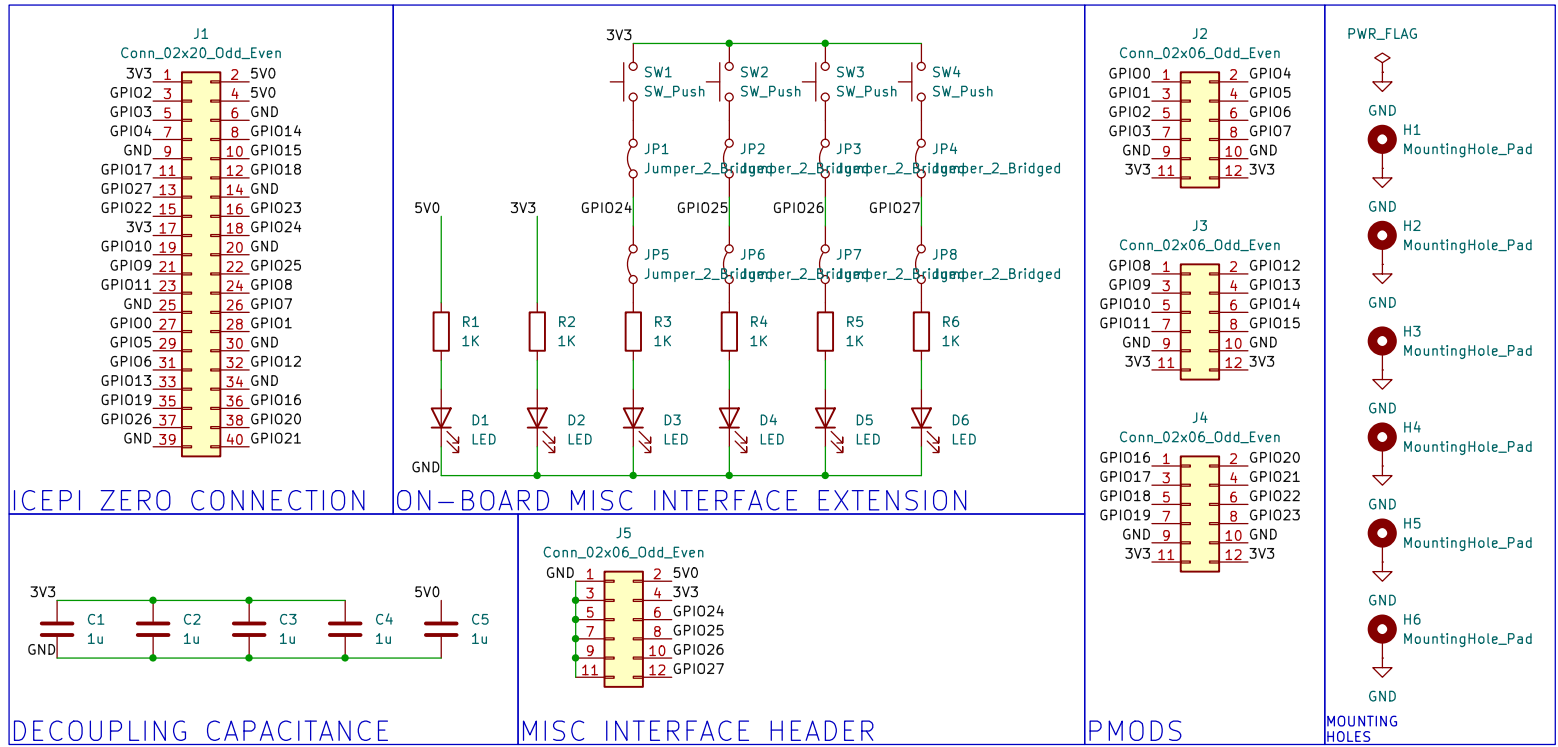 J1
Conn_02x20_Odd_Even
3V3 1 2 5V0
GPIO2 3 4 5V0
GPIO3 5 6 GND
GPIO4 7 8 GPIO14
GND 9 10 GPIO15
GPIO17 11 12 GPIO18
GPIO27 13 14 GND
GPIO22 15 16 GPIO23
3V3 17 18 GPIO24
GPIO10 19 20 GND
GPIO9 21 22 GPIO25
GPIO11 23 24 GPIO8
GND 25 26 GPIO7
GPIO0 27 28 GPIO1
GPIO5 29 30 GND
GPIO6 31 32 GPIO12
GPIO13 33 34 GND
GPIO19 35 36 GPIO16
GPIO26 37 38 GPIO20
GND 39 40 GPIO21
ICEPI ZERO CONNECTION
3V3
SW1 SW2 SW3 SW4
SW_Push SW_Push SW_Push SW_Push
JP1 JP2 JP3 JP4
Jumper_2_Bridged Jumper_2_Bridged Jumper_2_Bridged Jumper_2_Bridged
5V0 3V3 GPIO24 GPIO25 GPIO26 GPIO27
JP5 JP6 JP7 JP8
Jumper_2_Bridged Jumper_2_Bridged Jumper_2_Bridged Jumper_2_Bridged
R1 R2 R3 R4 R5 R6
1K 1K 1K 1K 1K 1K
D1 D2 D3 D4 D5 D6
LED LED LED LED LED LED
GND
ON-BOARD MISC INTERFACE EXTENSION
J2
Conn_02x06_Odd_Even
GPIO0 1 2 GPIO4
GPIO1 3 4 GPIO5
GPIO2 5 6 GPIO6
GPIO3 7 8 GPIO7
GND 9 10 GND
3V3 11 12 3V3
J3
Conn_02x06_Odd_Even
GPIO8 1 2 GPIO12
GPIO9 3 4 GPIO13
GPIO10 5 6 GPIO14
GPIO11 7 8 GPIO15
GND 9 10 GND
3V3 11 12 3V3
J4
Conn_02x06_Odd_Even
GPIO16 1 2 GPIO20
GPIO17 3 4 GPIO21
GPIO18 5 6 GPIO22
GPIO19 7 8 GPIO23
GND 9 10 GND
3V3 11 12 3V3
PMODS
PWR_FLAG
GND
H1
MountingHole_Pad
GND
H2
MountingHole_Pad
GND
H3
MountingHole_Pad
GND
H4
MountingHole_Pad
GND
H5
MountingHole_Pad
GND
H6
MountingHole_Pad
GND
MOUNTING
HOLES
3V3 5V0
C1 C2 C3 C4 C5
1u 1u 1u 1u 1u
GND
DECOUPLING CAPACITANCE
J5
Conn_02x06_Odd_Even
GND 1 2 5V0
3 4 3V3
5 6 GPIO24
7 8 GPIO25
9 10 GPIO26
11 12 GPIO27
MISC INTERFACE HEADER